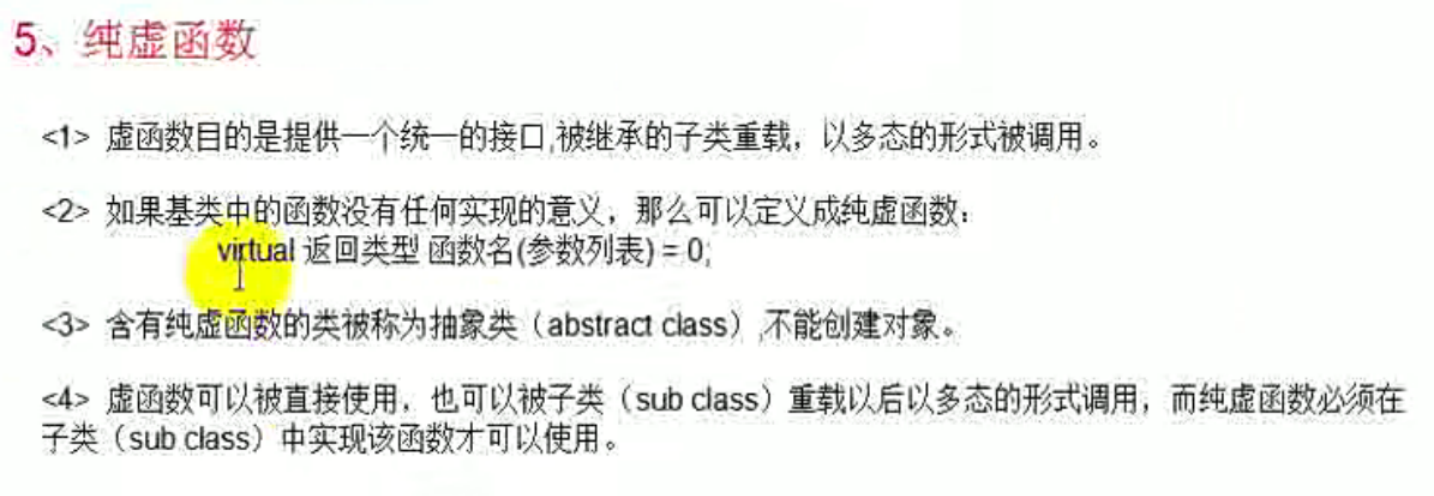 5、纯虚函数
<1> 虚函数目的是提供一个统一的接口,被继承的子类重载，以多态的形式被调用。
<2> 如果基类中的函数没有任何实现的意义，那么可以定义成纯虚函数：
virtual 返回类型 函数名(参数列表) = 0;
<3> 含有纯虚函数的类被称为抽象类（abstract class）,不能创建对象。
<4> 虚函数可以被直接使用，也可以被子类（sub class）重载以后以多态的形式调用，而纯虚函数必须在
子类（sub class）中实现该函数才可以使用。